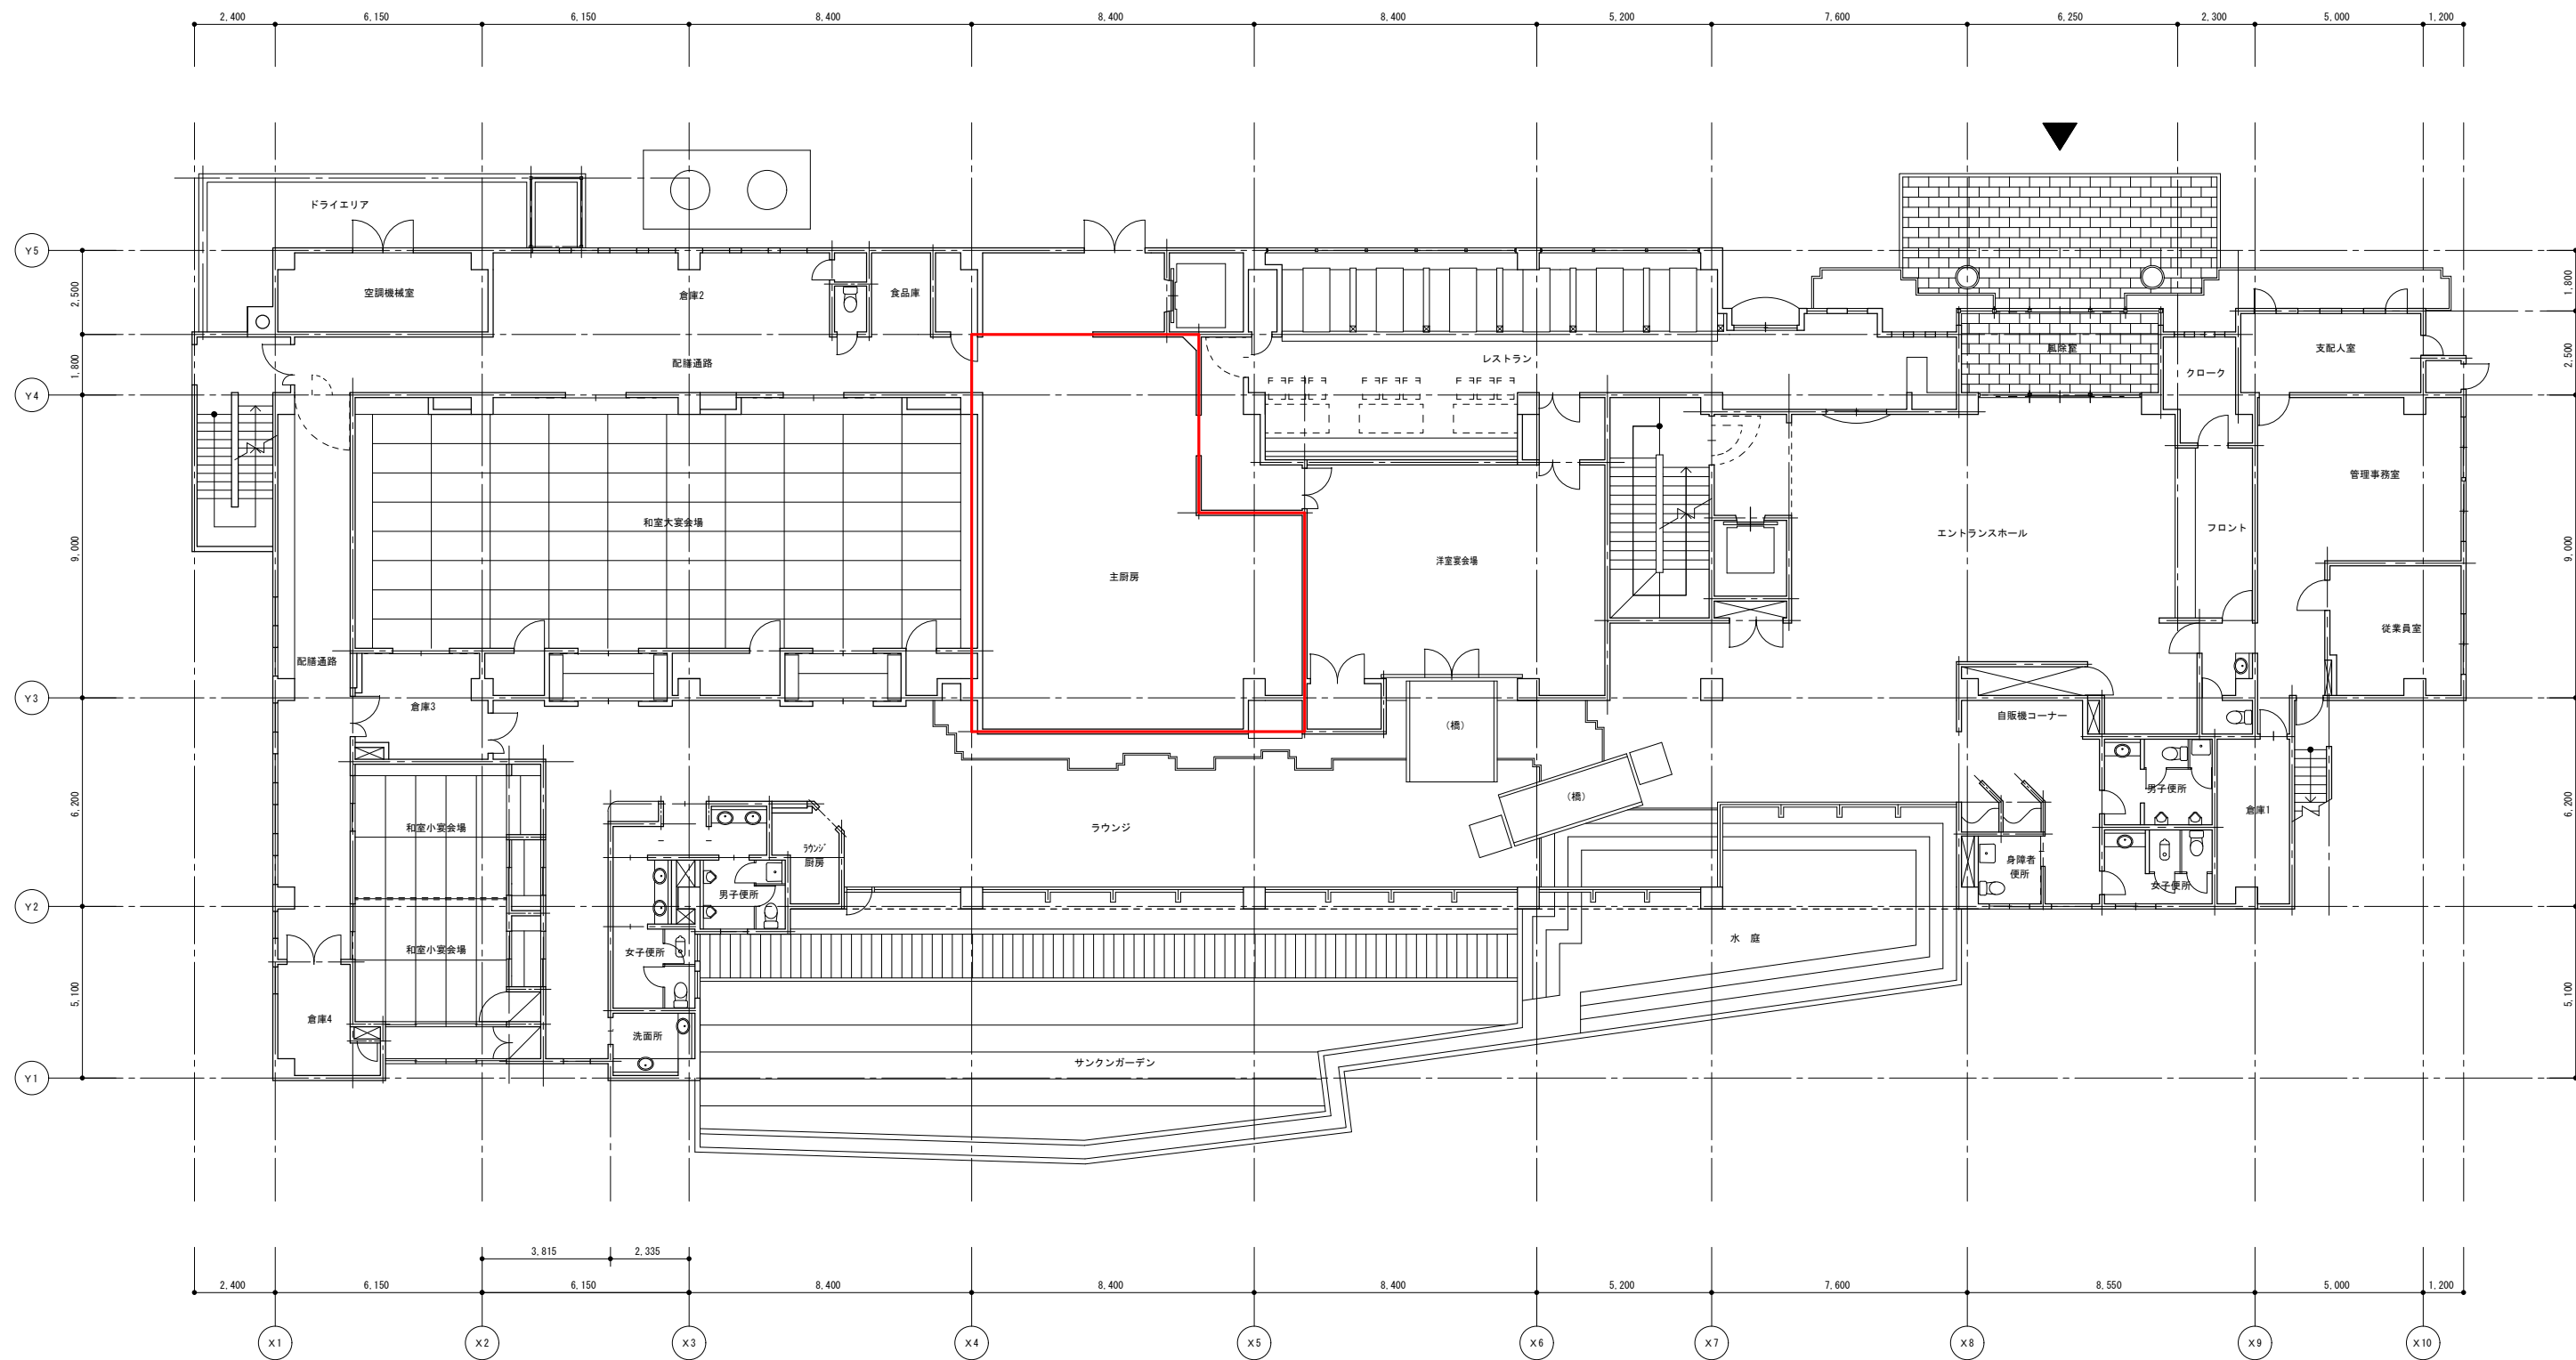 2,400 6,150 6,150 8,400 8,400 8,400 5,200 7,600 6,250 2,300 5,000 1,200
ドライエリア
Y5
空調機械室 倉庫2 食品庫
2,500 1,800
配膳通路 レストラン 風除室 クローク 支配人室
1,800 2,500
Y4
管理事務室
和室大宴会場 エントランスホール フロント
9,000 9,000
主厨房 洋室宴会場
従業員室
配膳通路
Y3
倉庫3 自販機コーナー
(橋)
(橋)
男子便所
6,200 6,200
和室小宴会場 ラウンジ 倉庫1
ﾗｳﾝｼﾞ
厨房
身障者
便所
男子便所 女子便所
Y2
水 庭
和室小宴会場 女子便所
5,100 5,100
倉庫4
洗面所
サンクンガーデン
Y1
3,815 2,335
2,400 6,150 6,150 8,400 8,400 8,400 5,200 7,600 8,550 5,000 1,200
X1 X2 X3 X4 X5 X6 X7 X8 X9 X10